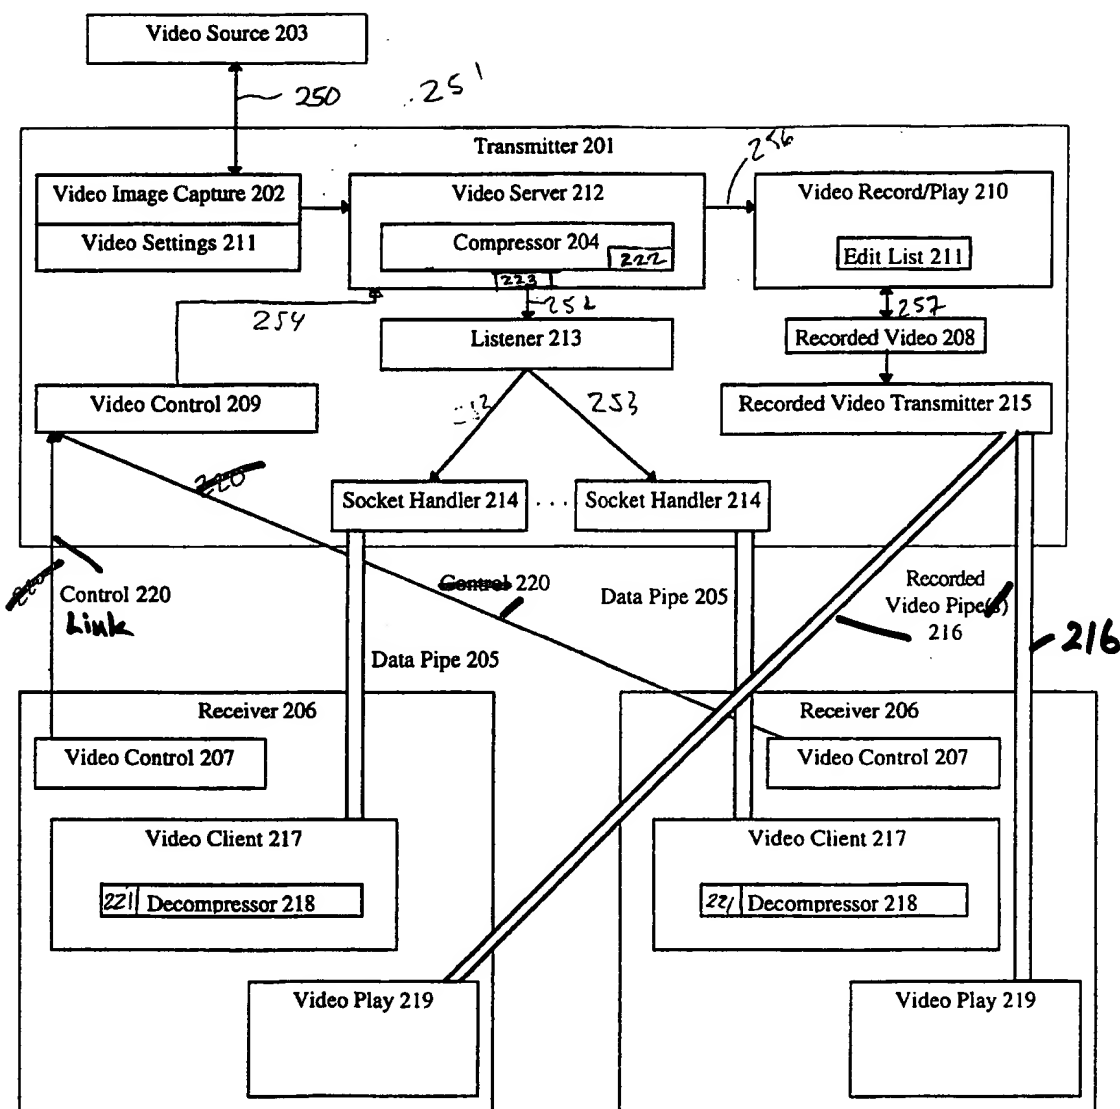 Video Source 203
250
251
Transmitter 201
256
Video Image Capture 202
Video Settings 211
Video Server 212
Compressor 204
222
223
Video Record/Play 210
Edit List 211
254
252
257
Listener 213
Recorded Video 208
Video Control 209
253
Recorded Video Transmitter 215
220
Socket Handler 214
...
Socket Handler 214
220
Control 220
Link
Control 220
Data Pipe 205
Recorded
Video Pipe(s)
216
216
Data Pipe 205
Receiver 206
Receiver 206
Video Control 207
Video Control 207
Video Client 217
Video Client 217
221 Decompressor 218
221 Decompressor 218
Video Play 219
Video Play 219